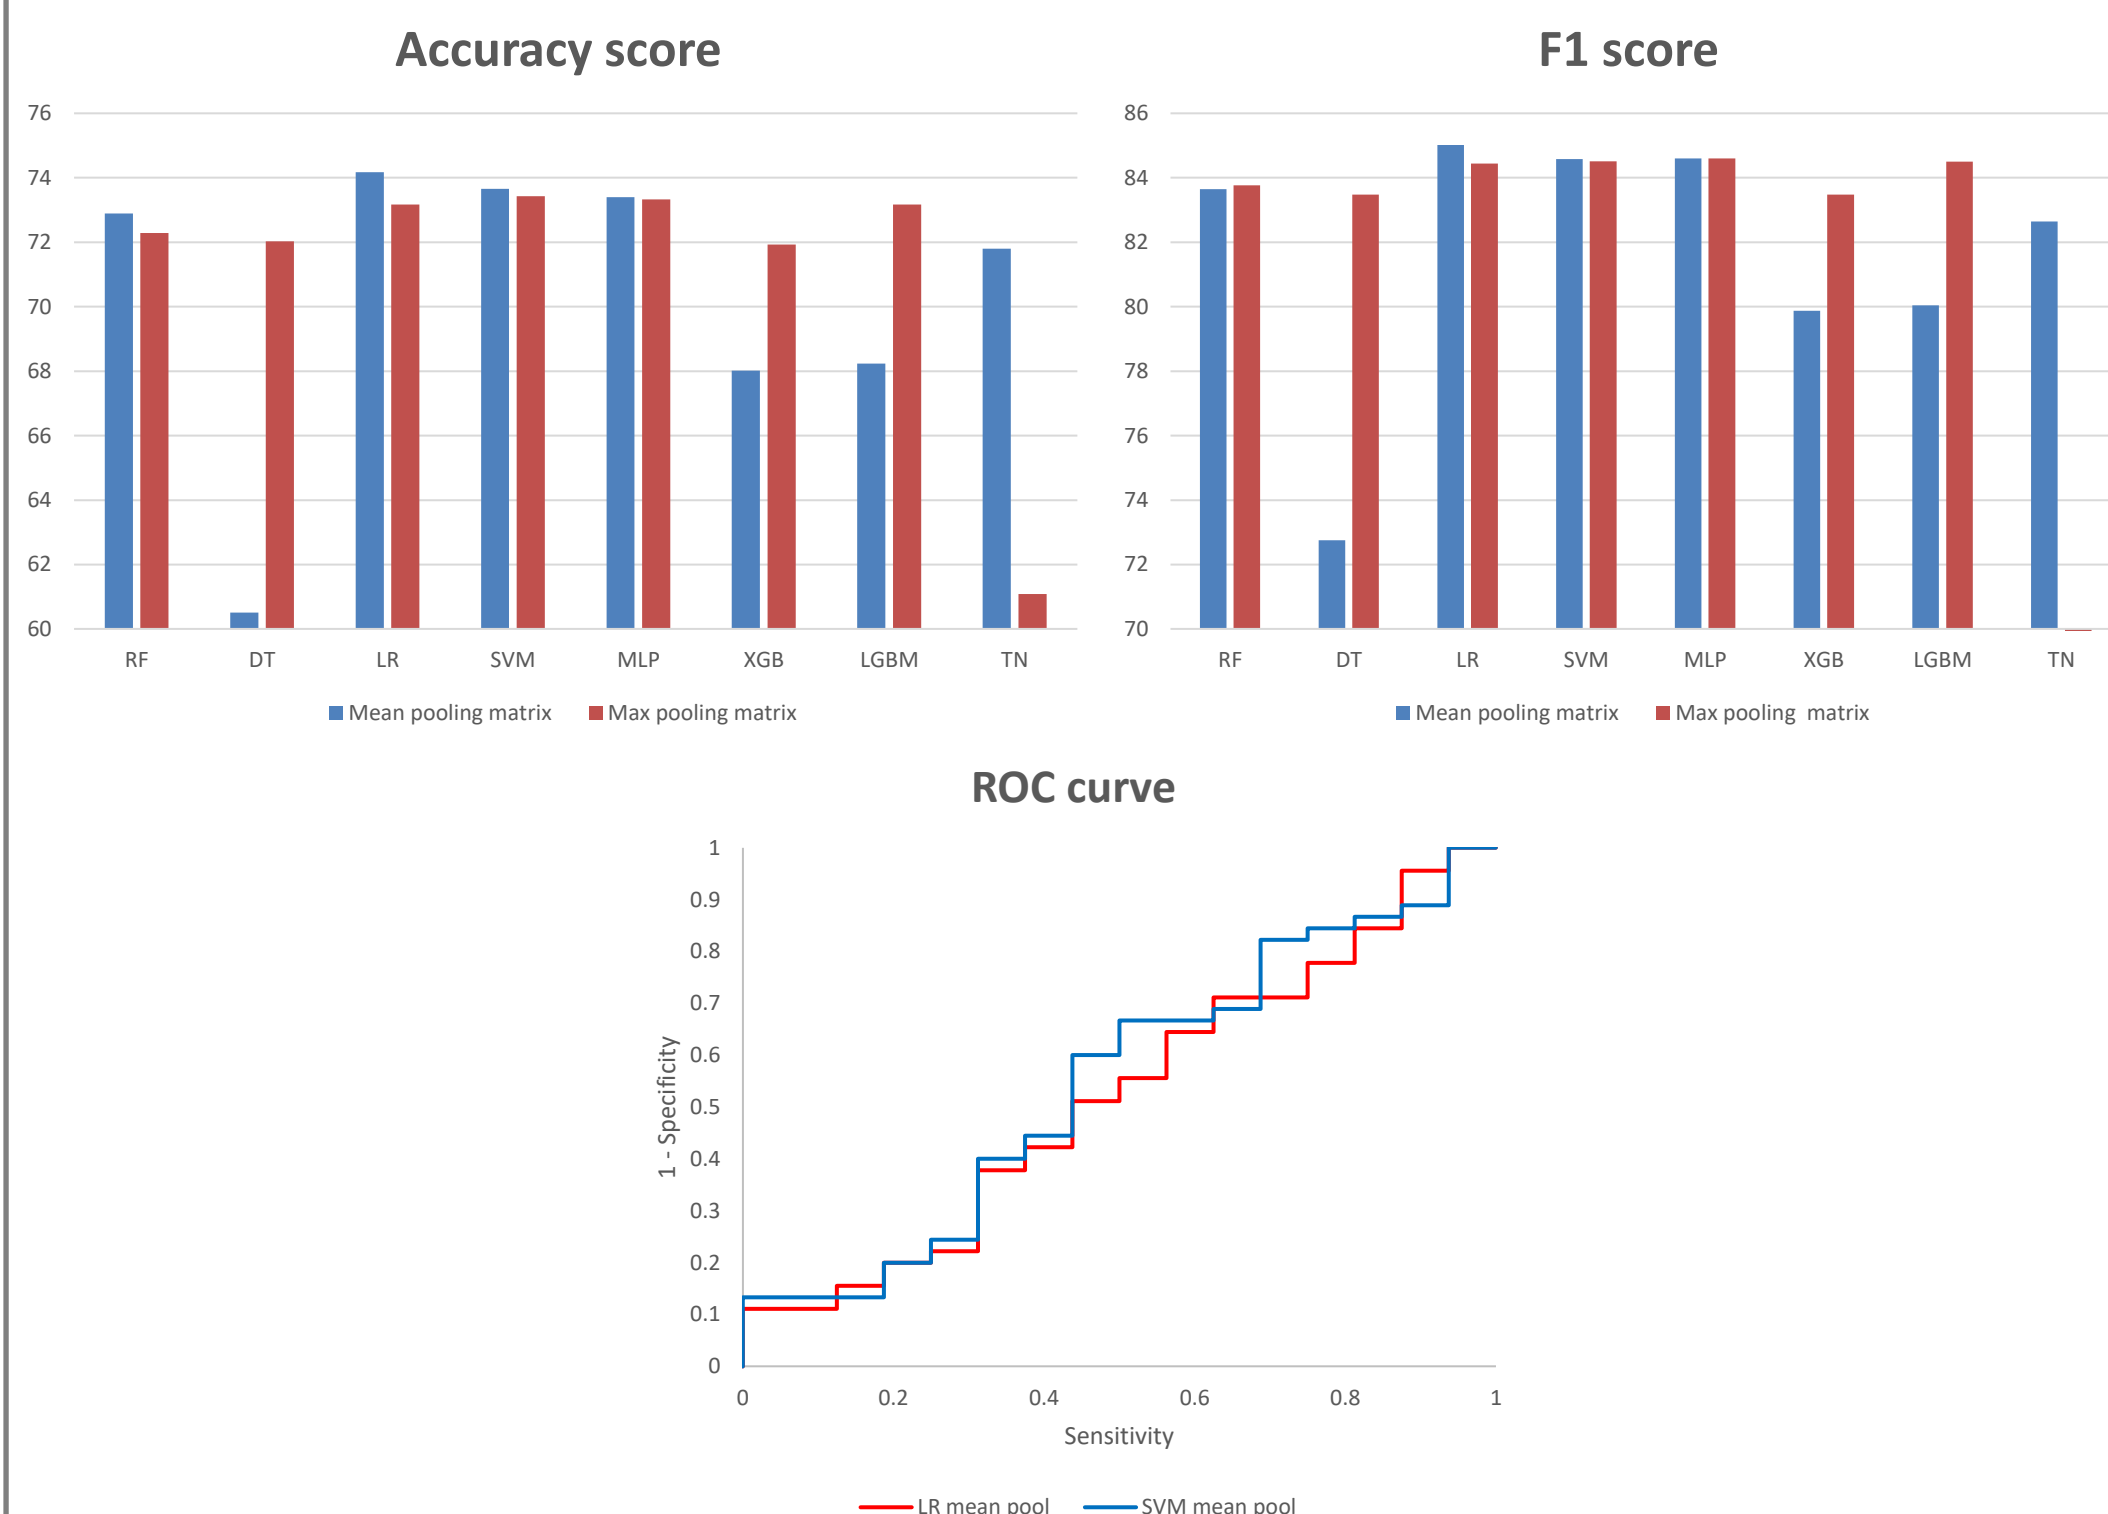 Accuracy score
76
74
72
70
68
66
64
62
60
RF DT LR SVM MLP XGB LGBM TN
Mean pooling matrix Max pooling matrix
F1 score
86
84
82
80
78
76
74
72
70
RF DT LR SVM MLP XGB LGBM TN
Mean pooling matrix Max pooling matrix
ROC curve
1 - Specificity
1
0.9
0.8
0.7
0.6
0.5
0.4
0.3
0.2
0.1
0
0 0.2 0.4 0.6 0.8 1
Sensitivity
LR mean pool SVM mean pool